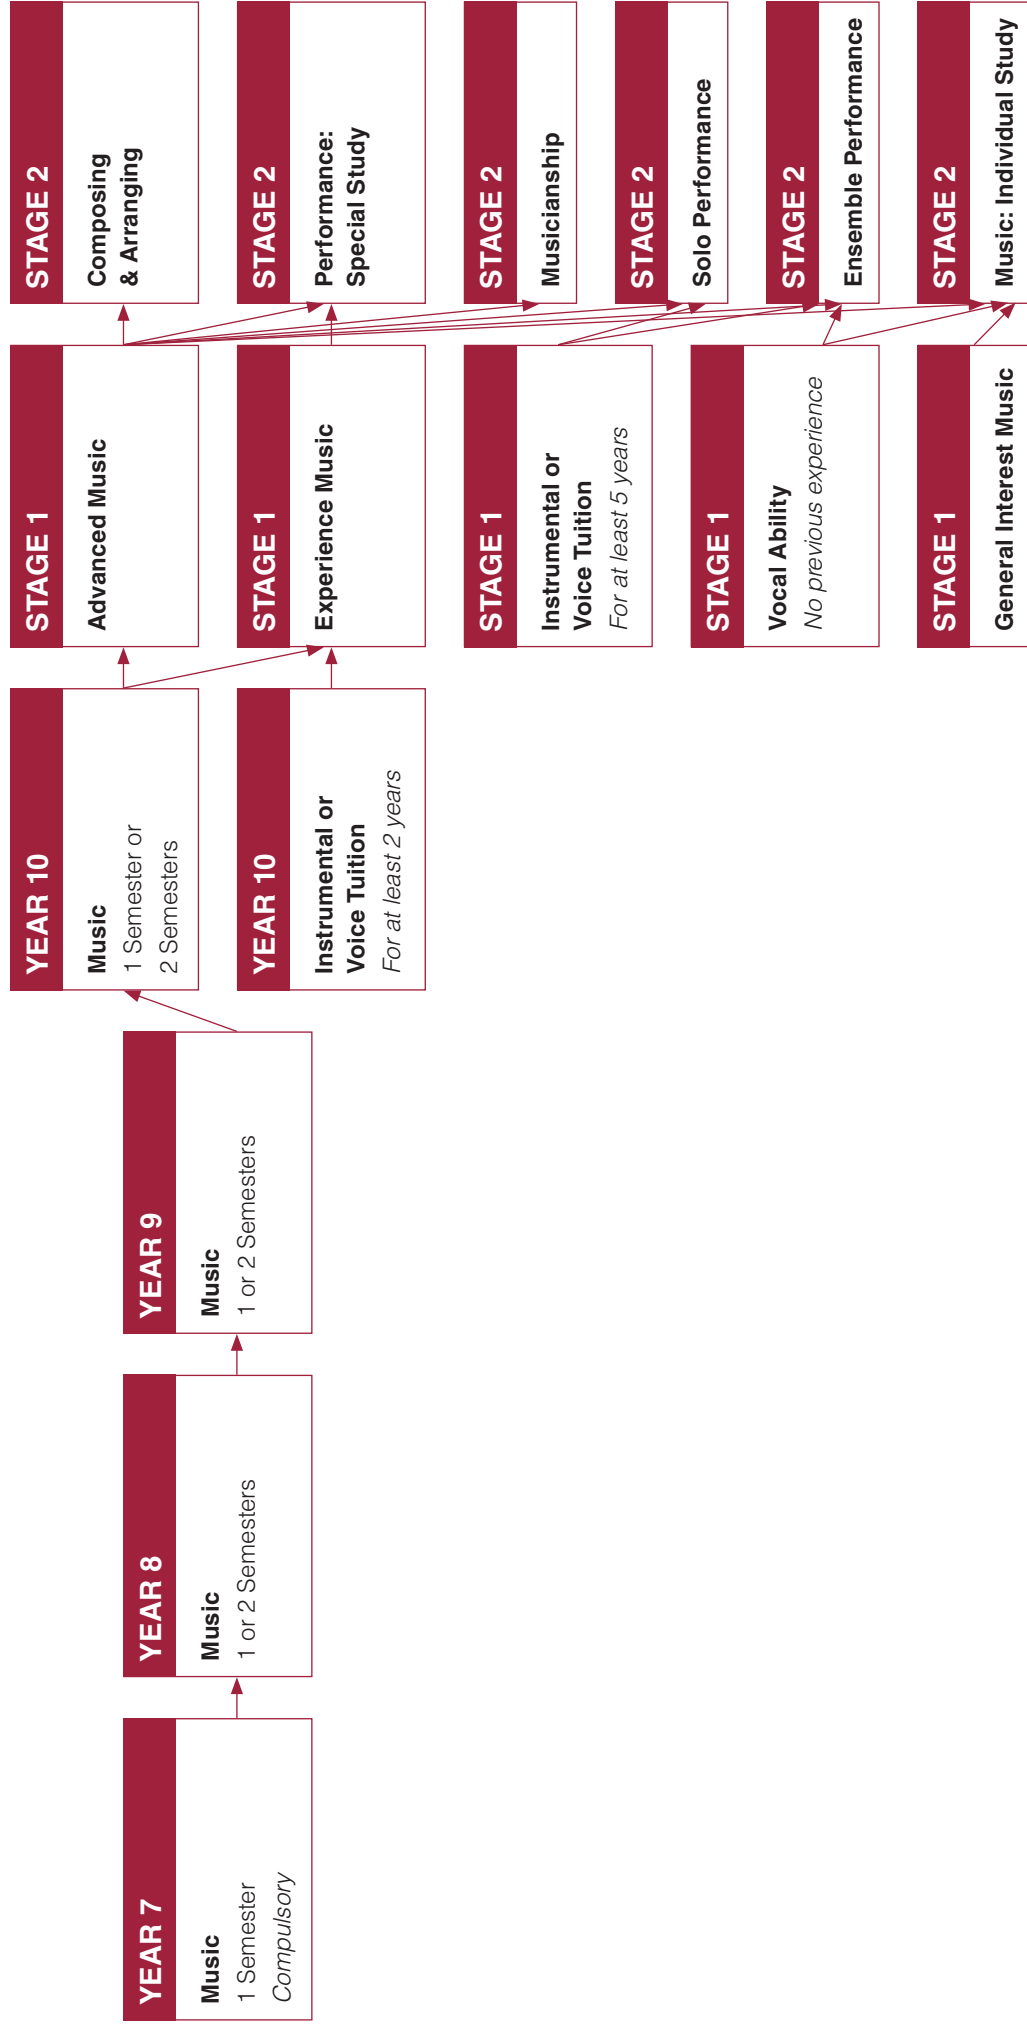 YEAR 7
Music
1 Semester
Compulsory
YEAR 8
Music
1 or 2 Semesters
YEAR 9
Music
1 or 2 Semesters
YEAR 10
Music
1 Semester or
2 Semesters
YEAR 10
Instrumental or
Voice Tuition
For at least 2 years
STAGE 1
Advanced Music
STAGE 1
Experience Music
STAGE 1
Instrumental or
Voice Tuition
For at least 5 years
STAGE 1
Vocal Ability
No previous experience
STAGE 1
General Interest Music
STAGE 2
Composing
& Arranging
STAGE 2
Performance:
Special Study
STAGE 2
Musicianship
STAGE 2
Solo Performance
STAGE 2
Ensemble Performance
STAGE 2
Music: Individual Study